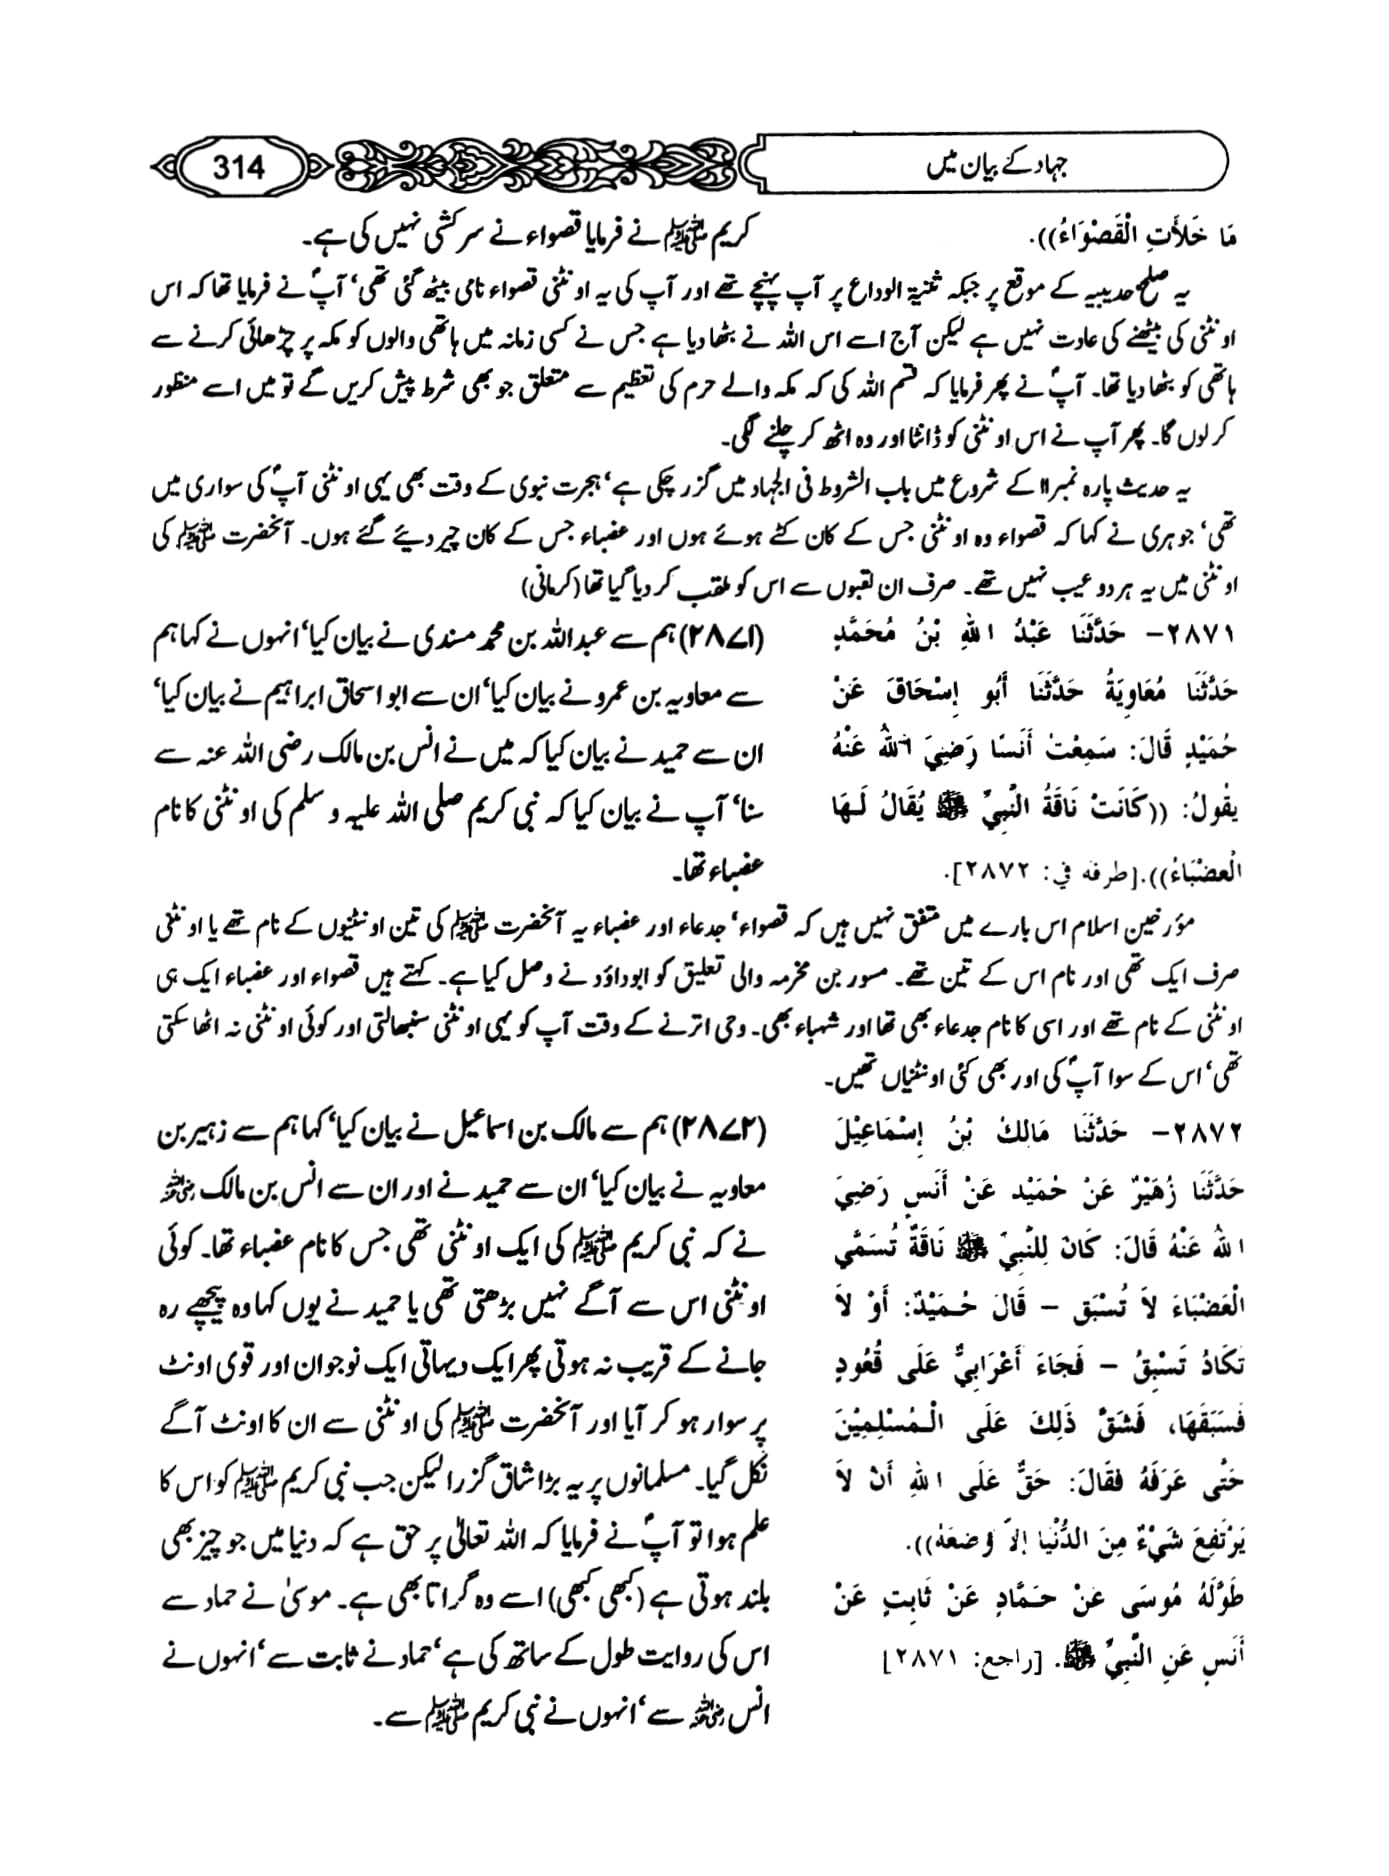 جہاد کے بیان میں
314
مَا خَلأَتِ الْقَصْوَاءُ)).
کریم ﷺ نے فرمایا قصواء نے سرکشی نہیں کی ہے۔
یہ صلح حدیبیہ کے موقع پر جبکہ ثنیۃ الوداع پر آپ پہنچے تھے اور آپ کی یہ اونٹنی قصواء نامی بیٹھ گئی تھی‘ آپؐ نے فرمایا تھا کہ اس
اونٹنی کی بیٹھنے کی عادت نہیں ہے لیکن آج اسے اس اللہ نے بٹھا دیا ہے جس نے کسی زمانہ میں ہاتھی والوں کو مکہ پر چڑھائی کرنے سے
ہاتھی کو بٹھا دیا تھا۔ آپؐ نے پھر فرمایا کہ قسم اللہ کی کہ مکہ والے حرم کی تعظیم سے متعلق جو بھی شرط پیش کریں گے تو میں اسے منظور
کر لوں گا۔ پھر آپ نے اس اونٹنی کو ڈانٹا اور وہ اٹھ کر چلنے لگی۔
یہ حدیث پارہ نمبر ۱۱ کے شروع میں باب الشروط فی الجہاد میں گزر چکی ہے‘ ہجرت نبوی کے وقت بھی یہی اونٹنی آپؐ کی سواری میں
تھی‘ جوہری نے کہا کہ قصواء وہ اونٹنی جس کے کان کٹے ہوئے ہوں اور عضباء جس کے کان چیر دیئے گئے ہوں۔ آنحضرت ﷺ کی
اونٹنی میں یہ ہر دو عیب نہیں تھے۔ صرف ان لقبوں سے اس کو ملقب کر دیا گیا تھا (کرمانی)
٢٨٧١- حَدَّثَنَا عَبْدُ اللهِ بْنُ مُحَمَّدٍ
حَدَّثَنَا مُعَاوِيَةُ حَدَّثَنَا أَبُو إِسْحَاقَ عَنْ
حُمَيْدٍ قَالَ: سَمِعْتُ أَنَسًا رَضِيَ اللهُ عَنْهُ
يقُولُ: ((كَانَتْ نَاقَةُ النَّبِيِّ ﷺ يُقَالُ لَـهَا
الْعَضْبَاءُ)).[طرفه في: ٢٨٧٢].
(۲۸۷۱) ہم سے عبداللہ بن محمد مسندی نے بیان کیا‘ انہوں نے کہا ہم
سے معاویہ بن عمرو نے بیان کیا‘ ان سے ابو اسحاق ابراہیم نے بیان کیا‘
ان سے حمید نے بیان کیا کہ میں نے انس بن مالک رضی اللہ عنہ سے
سنا‘ آپ نے بیان کیا کہ نبی کریم صلی اللہ علیہ و سلم کی اونٹنی کا نام
عضباء تھا۔
مؤرخین اسلام اس بارے میں متفق نہیں ہیں کہ قصواء‘ جدعاء اور عضباء یہ آنحضرت ﷺ کی تین اونٹنیوں کے نام تھے یا اونٹنی
صرف ایک تھی اور نام اس کے تین تھے۔ مسور بن مخرمہ والی تعلیق کو ابوداؤد نے وصل کیا ہے۔ کہتے ہیں قصواء اور عضباء ایک ہی
اونٹنی کے نام تھے اور اسی کا نام جدعاء بھی تھا اور شہباء بھی۔ وحی اترنے کے وقت آپ کو یہی اونٹنی سنبھالتی اور کوئی اونٹنی نہ اٹھا سکتی
تھی‘ اس کے سوا آپؐ کی اور بھی کئی اونٹنیاں تھیں۔
٢٨٧٢- حَدَّثَنَا مَالِكُ بْنُ إِسْمَاعِيْلَ
حَدَّثَنَا زُهَيْرٌ عَنْ حُمَيْدٍ عَنْ أَنَسٍ رَضِيَ
اللهُ عَنْهُ قَالَ: كَانَ لِلنَّبِيِّ ﷺ نَاقَةٌ تُسَمَّى
الْعَضْبَاءَ لاَ تُسْبَق – قَالَ حُـمَيْدٌ: أَوْ لاَ
تَكَادُ تَسْبِقُ – فَجَاءَ أَعْرَابِيٌّ عَلَى قُعُودٍ
فَسَبَقَهَا، فَشَقَّ ذَلِكَ عَلَى الْـمُسْلِمِيْنَ
حَتَّى عَرَفَهُ فَقَالَ: حَقٌّ عَلَى اللهِ أَنْ لاَ
يَرْتَفِعَ شَيْءٌ مِنَ الدُّنْيَا إِلاَّ وَضَعَهُ)).
طَوَّلَهُ مُوسَى عَنْ حَـمَّادٍ عَنْ ثَابِتٍ عَنْ
أَنَسٍ عَنِ النَّبِيِّ ﷺ. [راجع: ٢٨٧١]
(۲۸۷۲) ہم سے مالک بن اسماعیل نے بیان کیا‘ کہا ہم سے زہیر بن
معاویہ نے بیان کیا‘ ان سے حمید نے اور ان سے انس بن مالک رضی اللہ عنہ
نے کہ نبی کریم ﷺ کی ایک اونٹنی تھی جس کا نام عضباء تھا۔ کوئی
اونٹنی اس سے آگے نہیں بڑھتی تھی یا حمید نے یوں کہا وہ پیچھے رہ
جانے کے قریب نہ ہوتی پھر ایک دیہاتی ایک نوجوان اور قوی اونٹ
پر سوار ہو کر آیا اور آنحضرت ﷺ کی اونٹنی سے ان کا اونٹ آگے
نکل گیا۔ مسلمانوں پر یہ بڑا شاق گزرا لیکن جب نبی کریم ﷺ کو اس کا
علم ہوا تو آپؐ نے فرمایا کہ اللہ تعالیٰ پر حق ہے کہ دنیا میں جو چیز بھی
بلند ہوتی ہے (کبھی کبھی) اسے وہ گراتا بھی ہے۔ موسیٰ نے حماد سے
اس کی روایت طول کے ساتھ کی ہے‘ حماد نے ثابت سے‘ انہوں نے
انس رضی اللہ عنہ سے‘ انہوں نے نبی کریم ﷺ سے۔